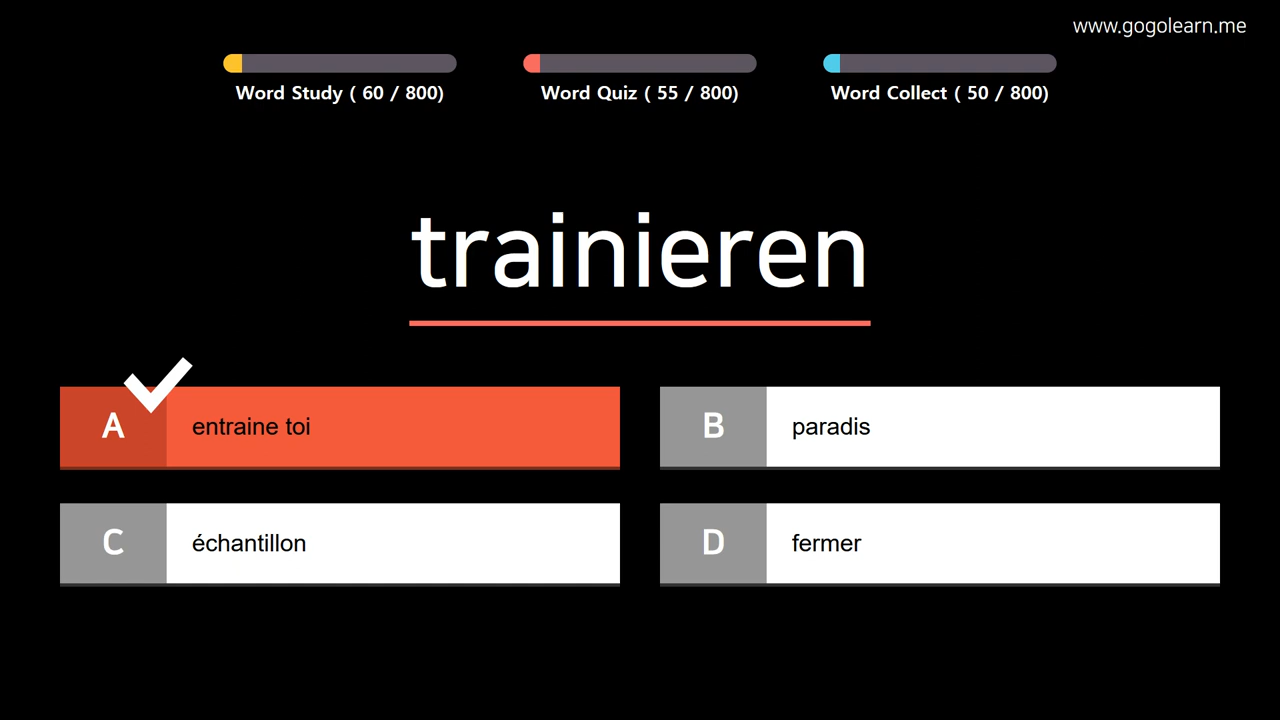 www.gogolearn.me
Word Study ( 60 / 800)
Word Quiz ( 55 / 800)
Word Collect ( 50 / 800)
trainieren
A entraine toi
B paradis
C échantillon
D fermer